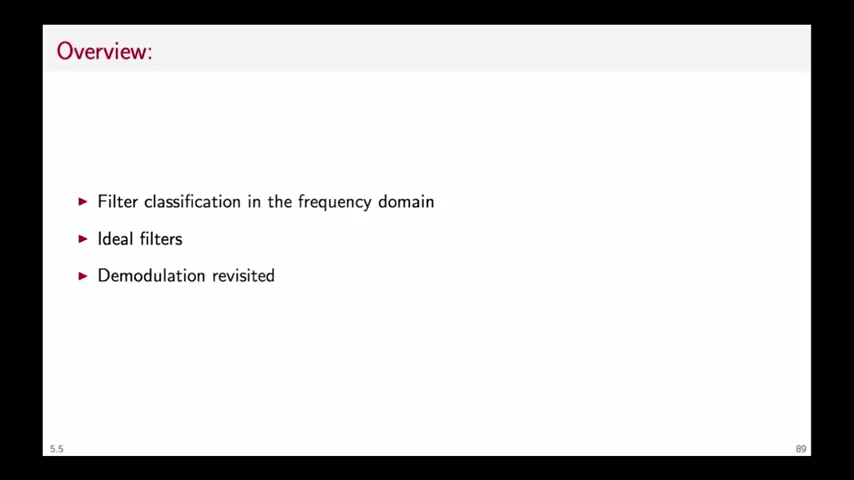 Overview:
► Filter classification in the frequency domain
► Ideal filters
► Demodulation revisited
5.5
89